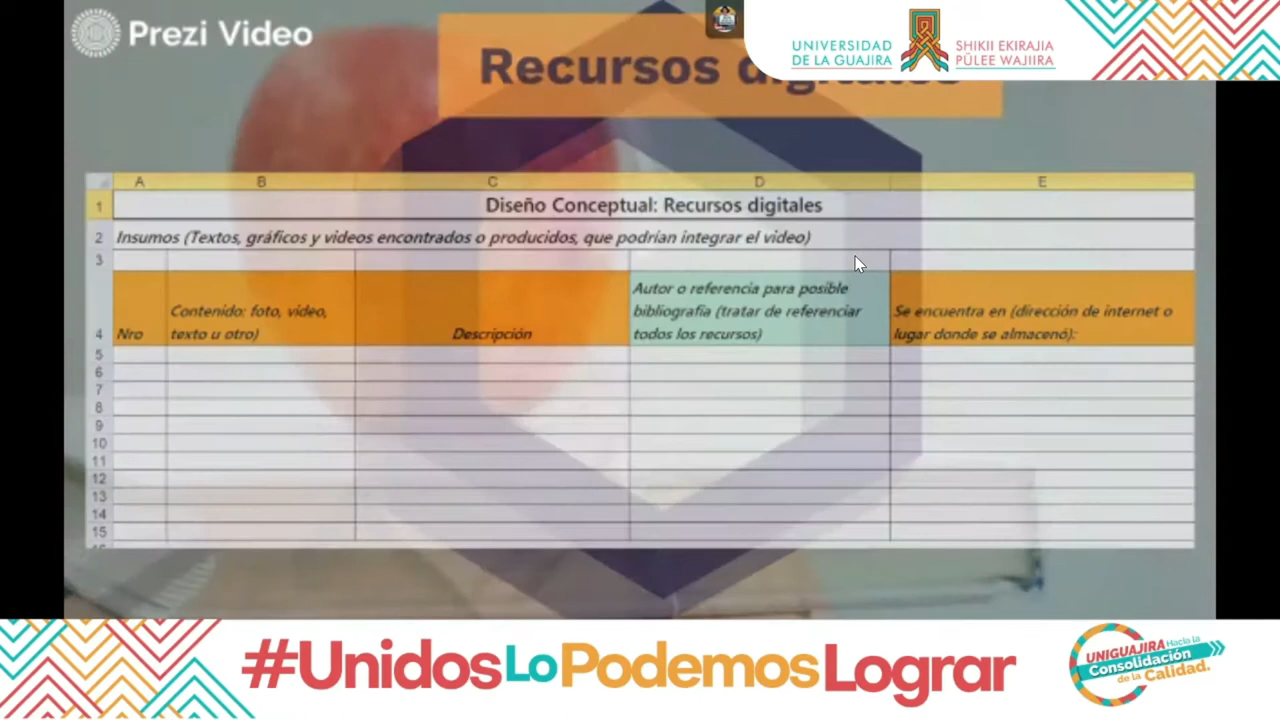 Prezi Video
Recursos digitales
UNIVERSIDAD
DE LA GUAJIRA
SHIKII EKIRAJIA
PÜLEE WAJIIRA
A B C D E
1 Diseño Conceptual: Recursos digitales
2 Insumos (Textos, gráficos y videos encontrados o producidos, que podrían integrar el video)
3
4 Nro
Contenido: foto, vídeo,
texto u otro)
Descripción
Autor o referencia para posible
bibliografía (tratar de referenciar
todos los recursos)
Se encuentra en (dirección de internet o
lugar donde se almacenó):
5
6
7
8
9
10
11
12
13
14
15
#UnidosLoPodemosLograr
UNIGUAJIRA Hacia la
Consolidación
de la Calidad.